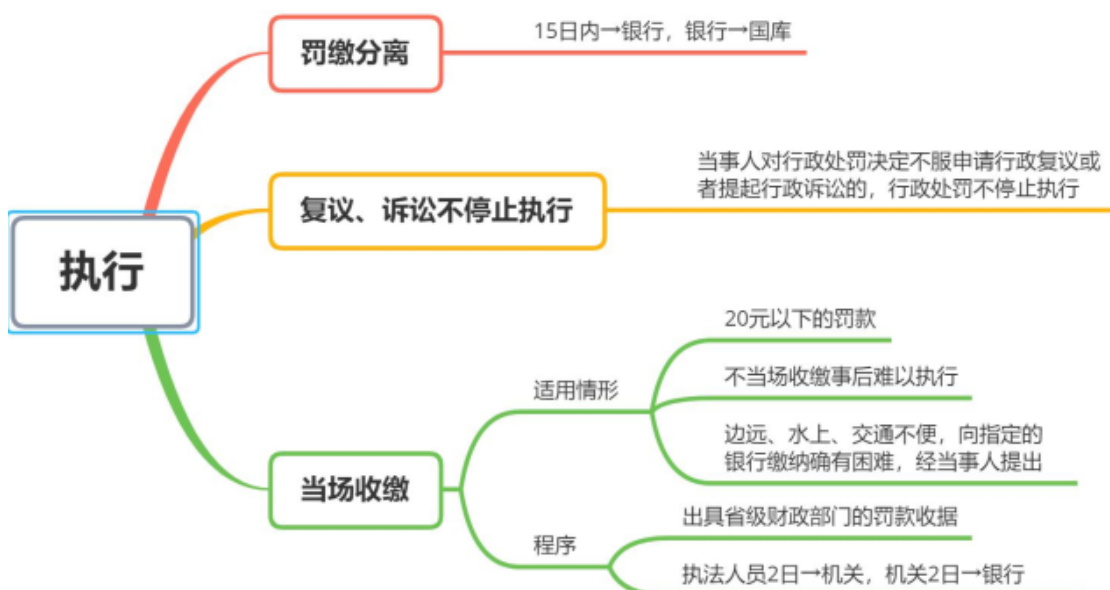 执行
罚缴分离
15日内→银行，银行→国库
复议、诉讼不停止执行
当事人对行政处罚决定不服申请行政复议或
者提起行政诉讼的，行政处罚不停止执行
当场收缴
适用情形
20元以下的罚款
不当场收缴事后难以执行
边远、水上、交通不便，向指定的
银行缴纳确有困难，经当事人提出
程序
出具省级财政部门的罚款收据
执法人员2日→机关，机关2日→银行